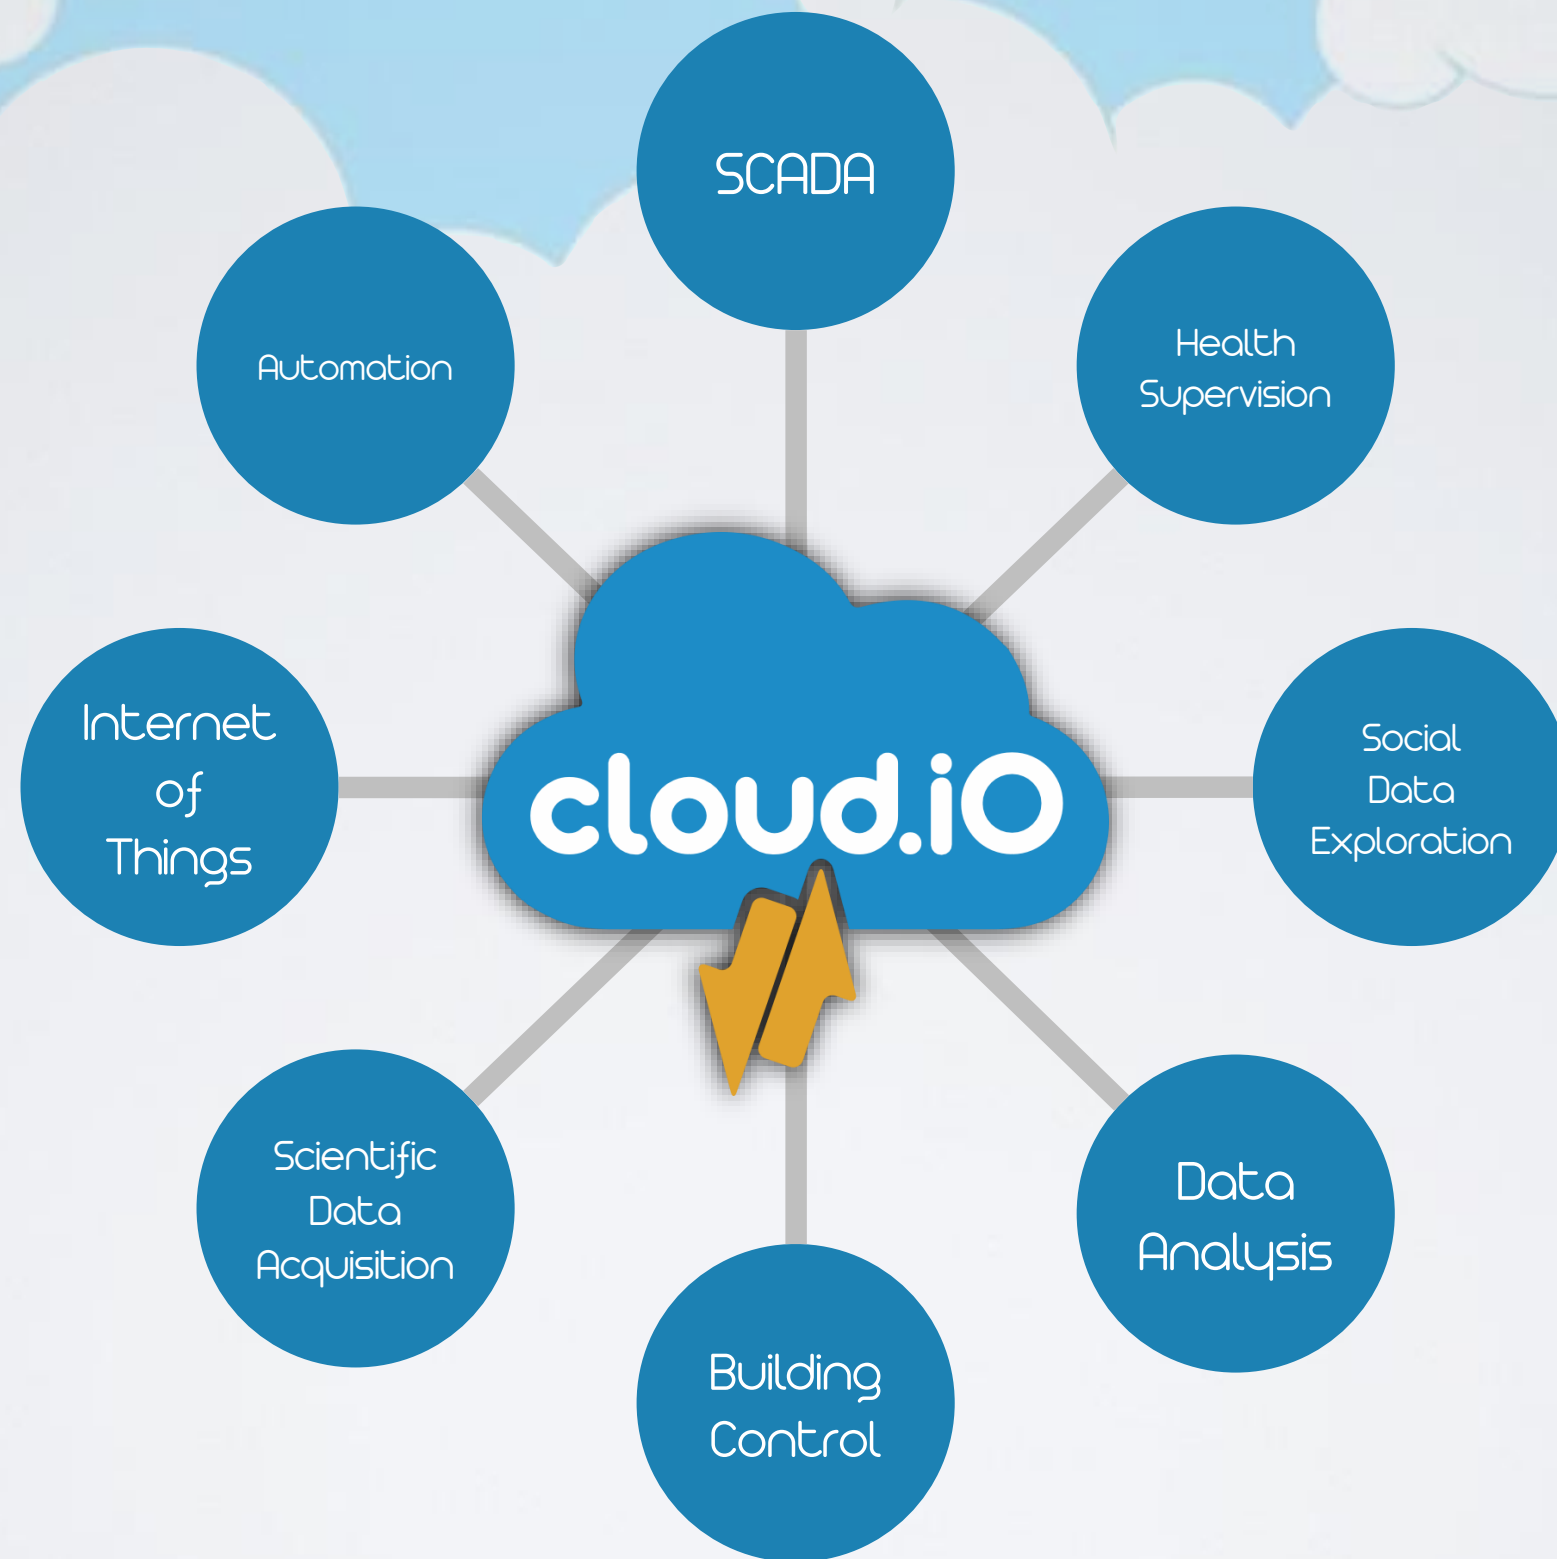 SCADA
Automation
Health
Supervision
Internet
of
Things
cloud.iO
Social
Data
Exploration
Scientific
Data
Acquisition
Data
Analysis
Building
Control